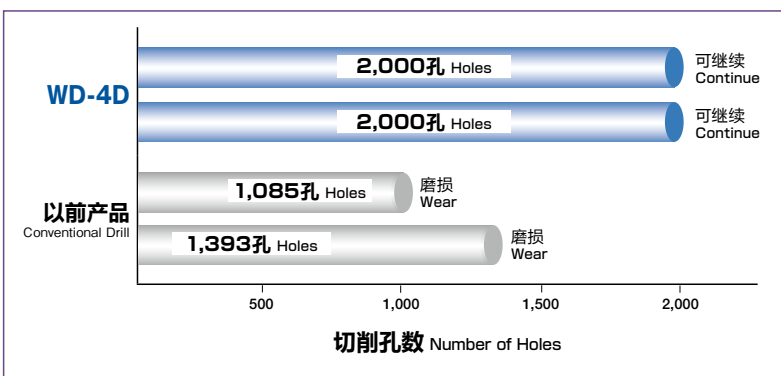 WD-4D
2,000孔 Holes
可继续
Continue
2,000孔 Holes
可继续
Continue
以前产品
Conventional Drill
1,085孔 Holes
磨损
Wear
1,393孔 Holes
磨损
Wear
500
1,000
1,500
2,000
切削孔数 Number of Holes